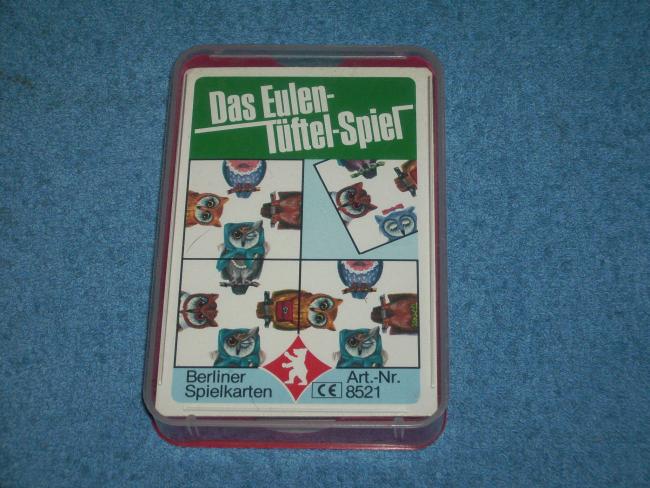 Das Eulen-
Tüftel-Spiel
Berliner
Spielkarten
CE
Art.-Nr.
8521